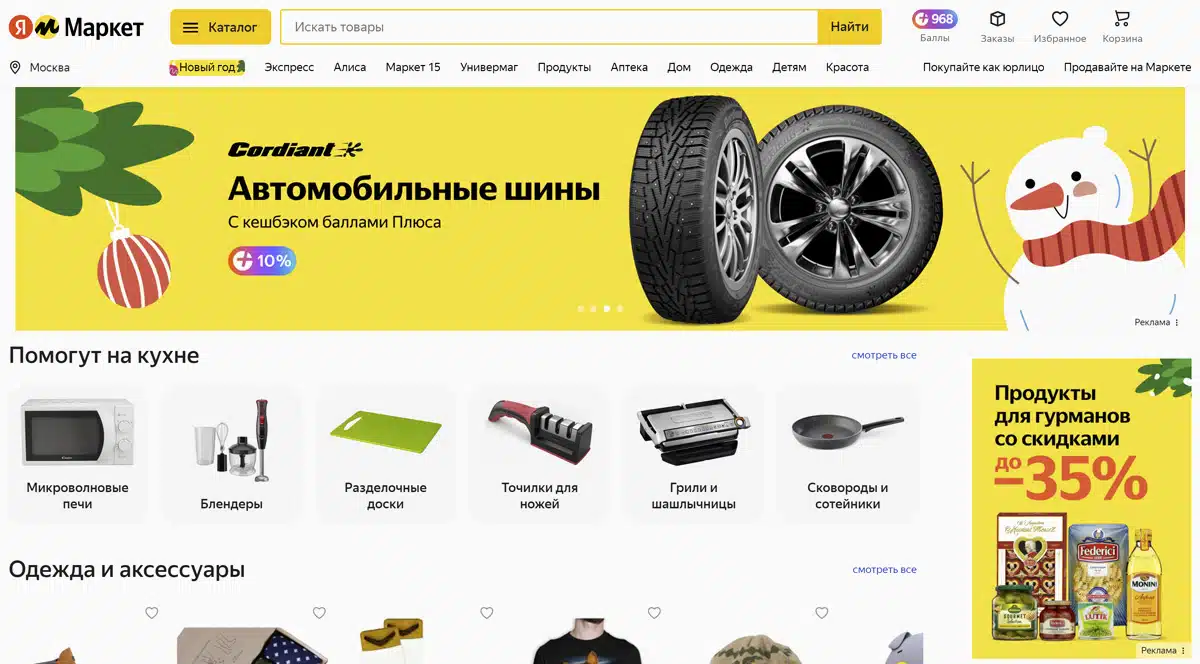 Я Маркет
Каталог
Искать товары
Найти
968
Баллы
Заказы
Избранное
Корзина
Москва
Новый год
Экспресс
Алиса
Маркет 15
Универмаг
Продукты
Аптека
Дом
Одежда
Детям
Красота
Покупайте как юрлицо
Продавайте на Маркете
Cordiant
Автомобильные шины
С кешбэком баллами Плюса
10%
Реклама
Помогут на кухне
смотреть все
Микроволновые
печи
Блендеры
Разделочные
доски
Точилки для
ножей
Грили и
шашлычницы
Сковороды и
сотейники
Продукты
для гурманов
со скидками
до
–35%
Federici
MONINI
LUTIK
Реклама
Одежда и аксессуары
смотреть все